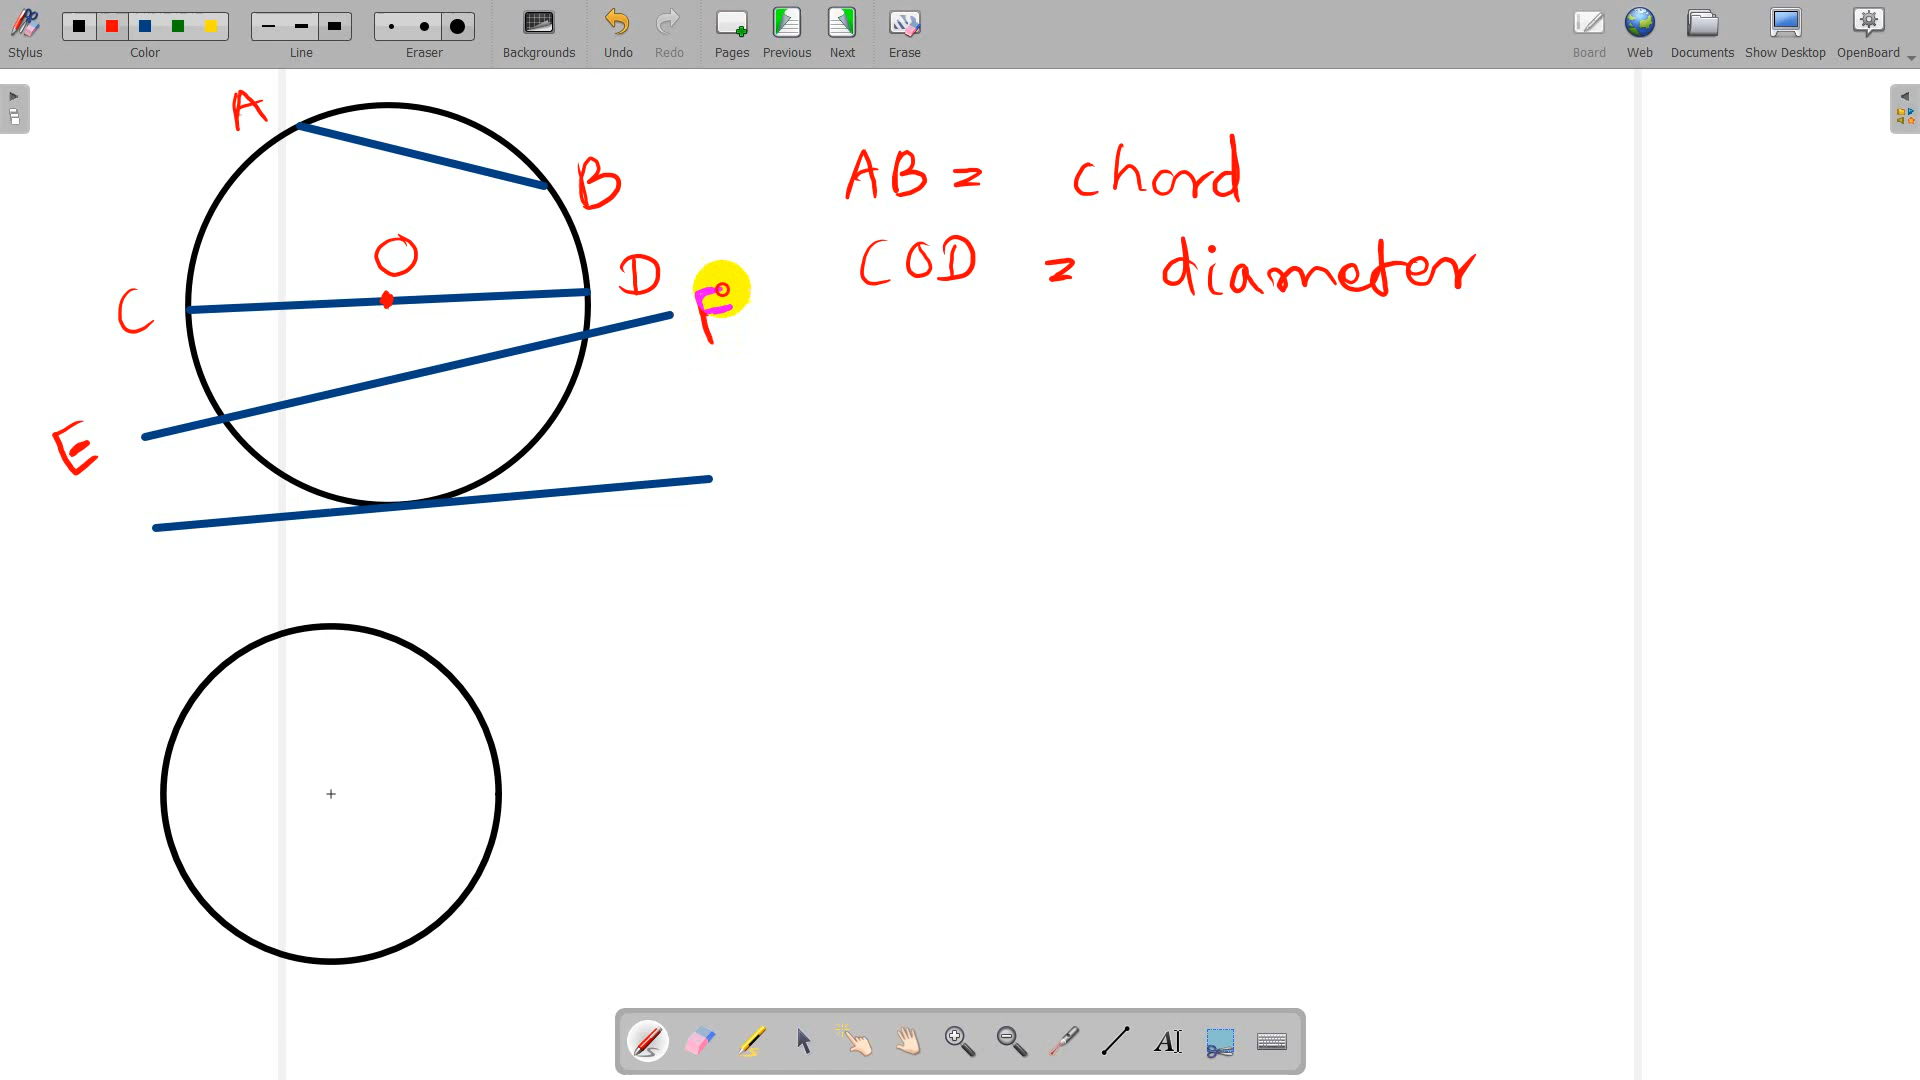 Stylus Color Line Eraser Backgrounds Undo Redo Pages Previous Next Erase Board Web Documents Show Desktop OpenBoard
A
B
AB = chord
O
C
D
COD = diameter
F
E